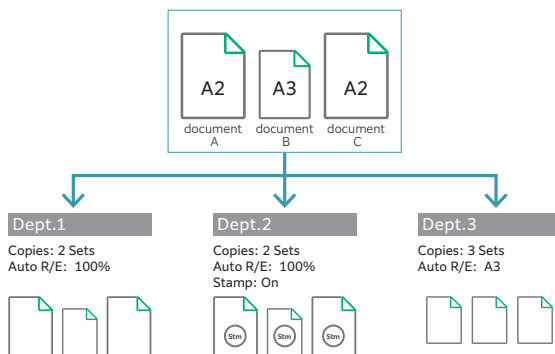 A2 A3 A2
document document document
A B C
Dept.1 Dept.2 Dept.3
Copies: 2 Sets Copies: 2 Sets Copies: 3 Sets
Auto R/E: 100% Auto R/E: 100% Auto R/E: A3
Stamp: On
Stm Stm Stm